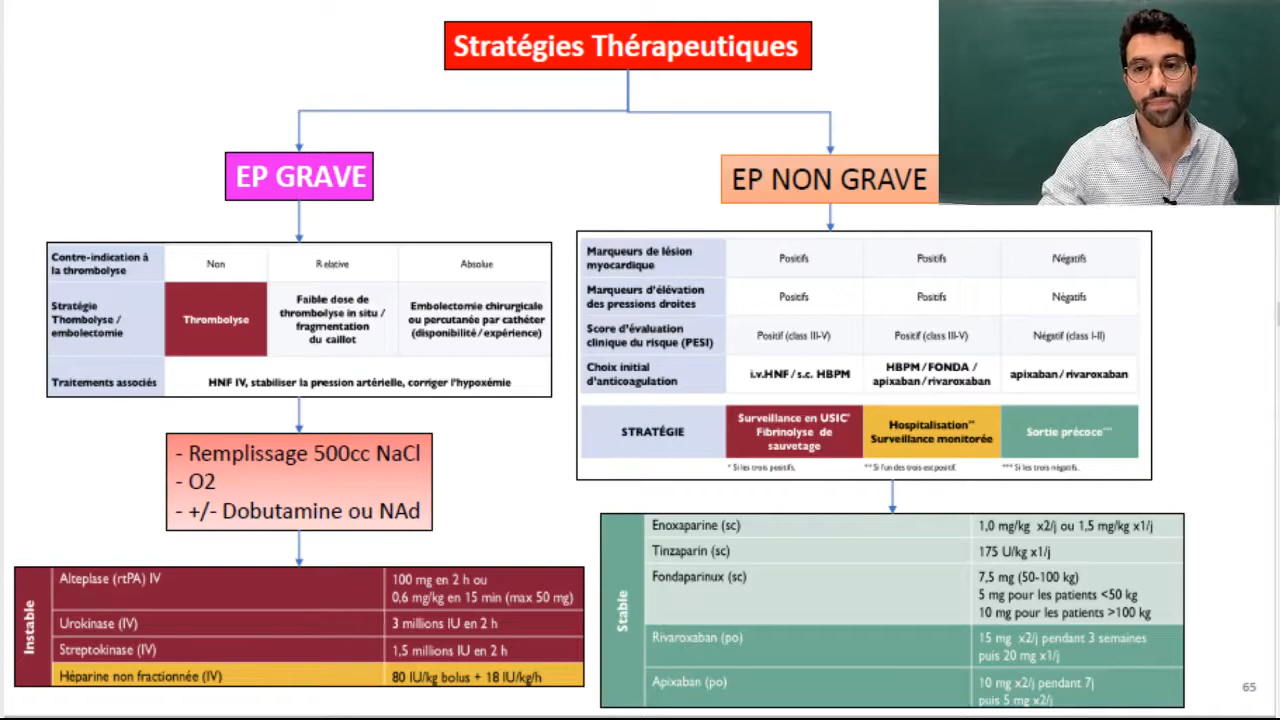 Stratégies Thérapeutiques
EP GRAVE
Contre-indication à
la thrombolyse
Non
Relative
Absolue
Stratégie
Thombolyse /
embolectomie
Thrombolyse
Faible dose de
thrombolyse in situ /
fragmentation
du caillot
Embolectomie chirurgicale
ou percutanée par cathéter
(disponibilité / expérience)
Traitements associés
HNF IV, stabiliser la pression artérielle, corriger l'hypoxémie
- Remplissage 500cc NaCl
- O2
- +/- Dobutamine ou NAd
Instable
Alteplase (rtPA) IV
100 mg en 2 h ou
0,6 mg/kg en 15 min (max 50 mg)
Urokinase (IV)
3 millions IU en 2 h
Streptokinase (IV)
1,5 millions IU en 2 h
Héparine non fractionnée (IV)
80 IU/kg bolus + 18 IU/kg/h
EP NON GRAVE
Marqueurs de lésion
myocardique
Positifs
Positifs
Négatifs
Marqueurs d'élévation
des pressions droites
Positifs
Positifs
Négatifs
Score d'évaluation
clinique du risque (PESI)
Positif (class III-V)
Positif (class III-V)
Négatif (class I-II)
Choix initial
d'anticoagulation
i.v.HNF / s.c. HBPM
HBPM / FONDA /
apixaban / rivaroxaban
apixaban / rivaroxaban
STRATÉGIE
Surveillance en USIC*
Fibrinolyse de
sauvetage
Hospitalisation**
Surveillance monitorée
Sortie précoce***
* Si les trois positifs.
** Si l'un des trois est positif.
*** Si les trois négatifs.
Stable
Enoxaparine (sc)
1,0 mg/kg x2/j ou 1,5 mg/kg x1/j
Tinzaparin (sc)
175 U/kg x1/j
Fondaparinux (sc)
7,5 mg (50-100 kg)
5 mg pour les patients <50 kg
10 mg pour les patients >100 kg
Rivaroxaban (po)
15 mg x2/j pendant 3 semaines
puis 20 mg x1/j
Apixaban (po)
10 mg x2/j pendant 7j
puis 5 mg x2/j
65